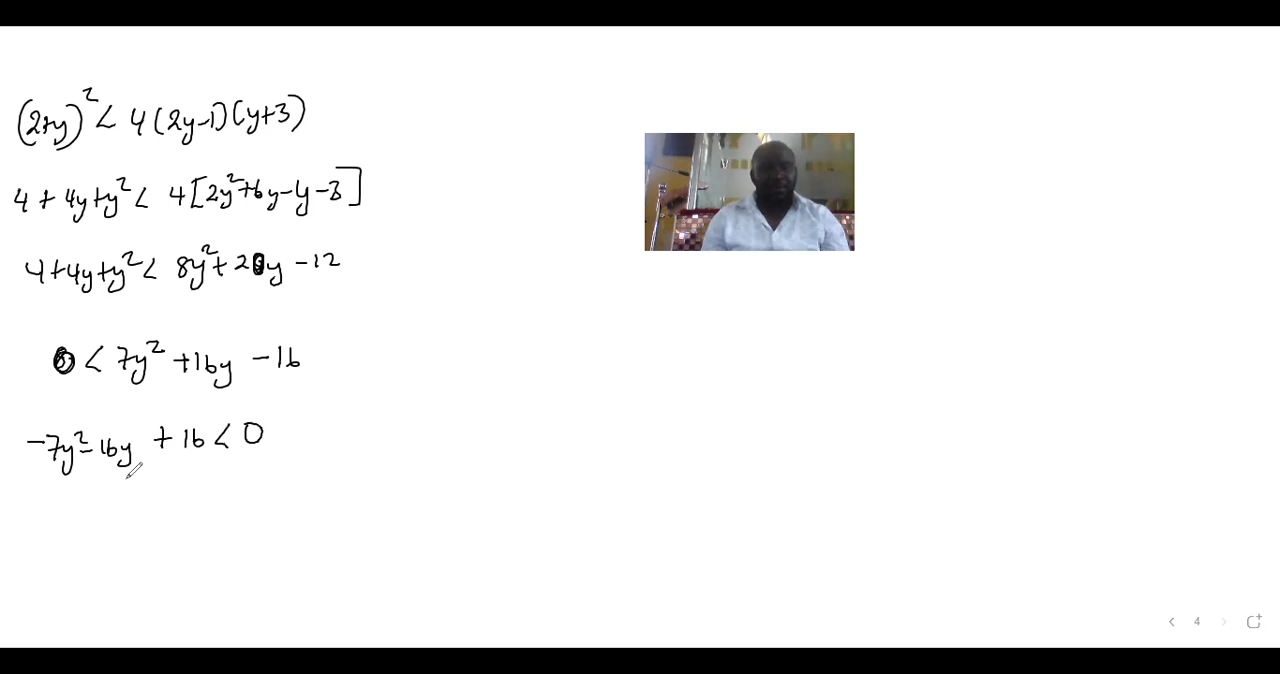 (2+y)² < 4(2y-1)(y+3)
4 + 4y+y² < 4[2y²+6y-y-3]
4+4y+y² < 8y²+20y -12
0 < 7y² +16y -16
-7y²-16y + 16 < 0
4